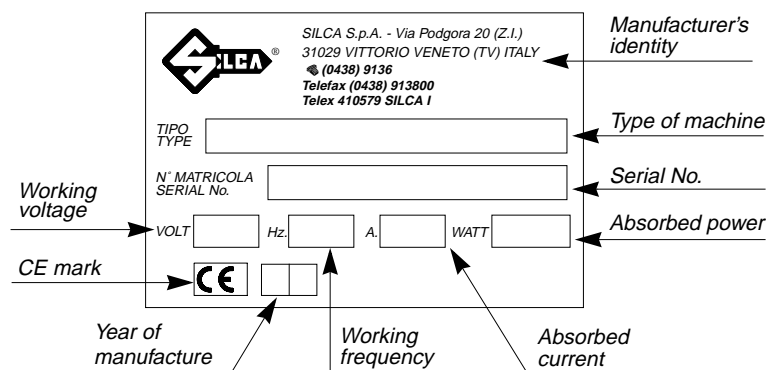 SILCA ®
SILCA S.p.A. - Via Podgora 20 (Z.I.)
31029 VITTORIO VENETO (TV) ITALY
(0438) 9136
Telefax (0438) 913800
Telex 410579 SILCA I
Manufacturer's
identity
TIPO
TYPE
Type of machine
N° MATRICOLA
SERIAL No.
Serial No.
Working
voltage
VOLT
Hz.
A.
WATT
Absorbed power
CE mark
CE
Year of
manufacture
Working
frequency
Absorbed
current